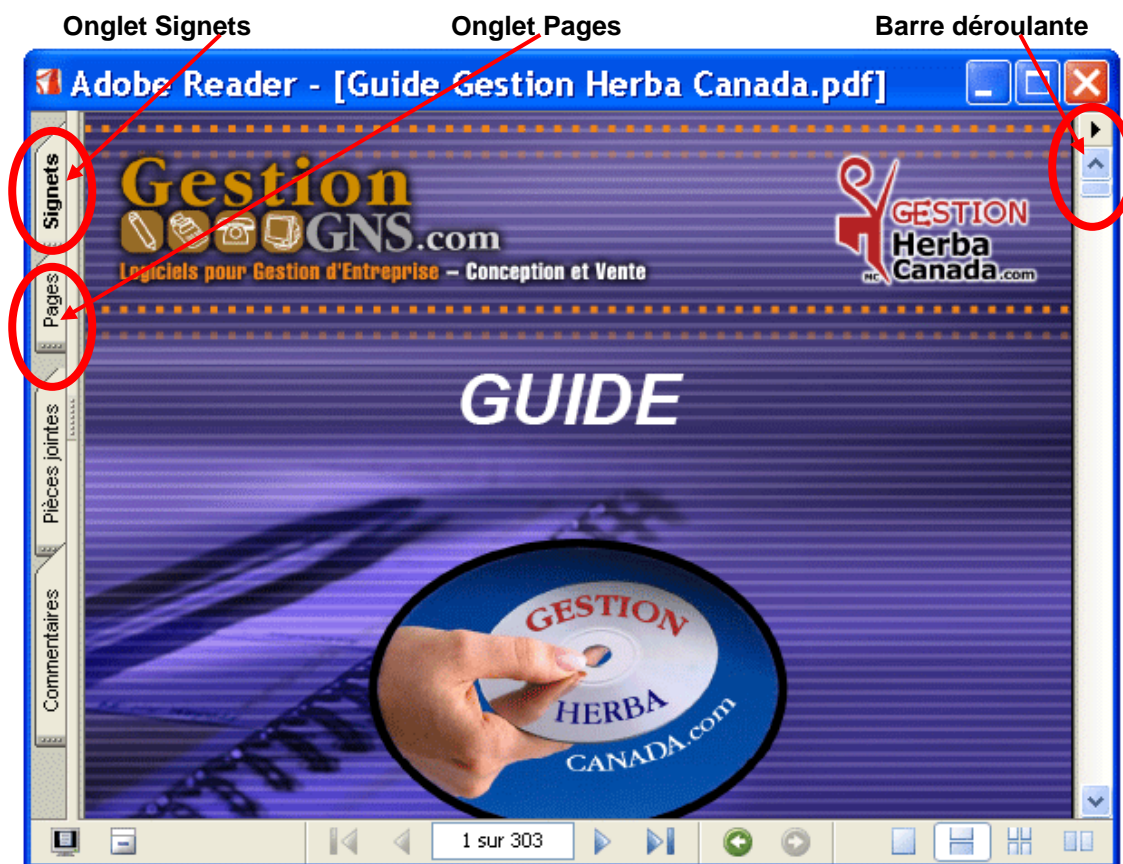 Onglet Signets Onglet Pages Barre déroulante
Adobe Reader - [Guide Gestion Herba Canada.pdf]
Signets
Pages
Pièces jointes
Commentaires
Gestion
GNS.com
Logiciels pour Gestion d'Entreprise – Conception et Vente
GESTION
Herba
MC Canada.com
GUIDE
GESTION
HERBA
CANADA.com
1 sur 303